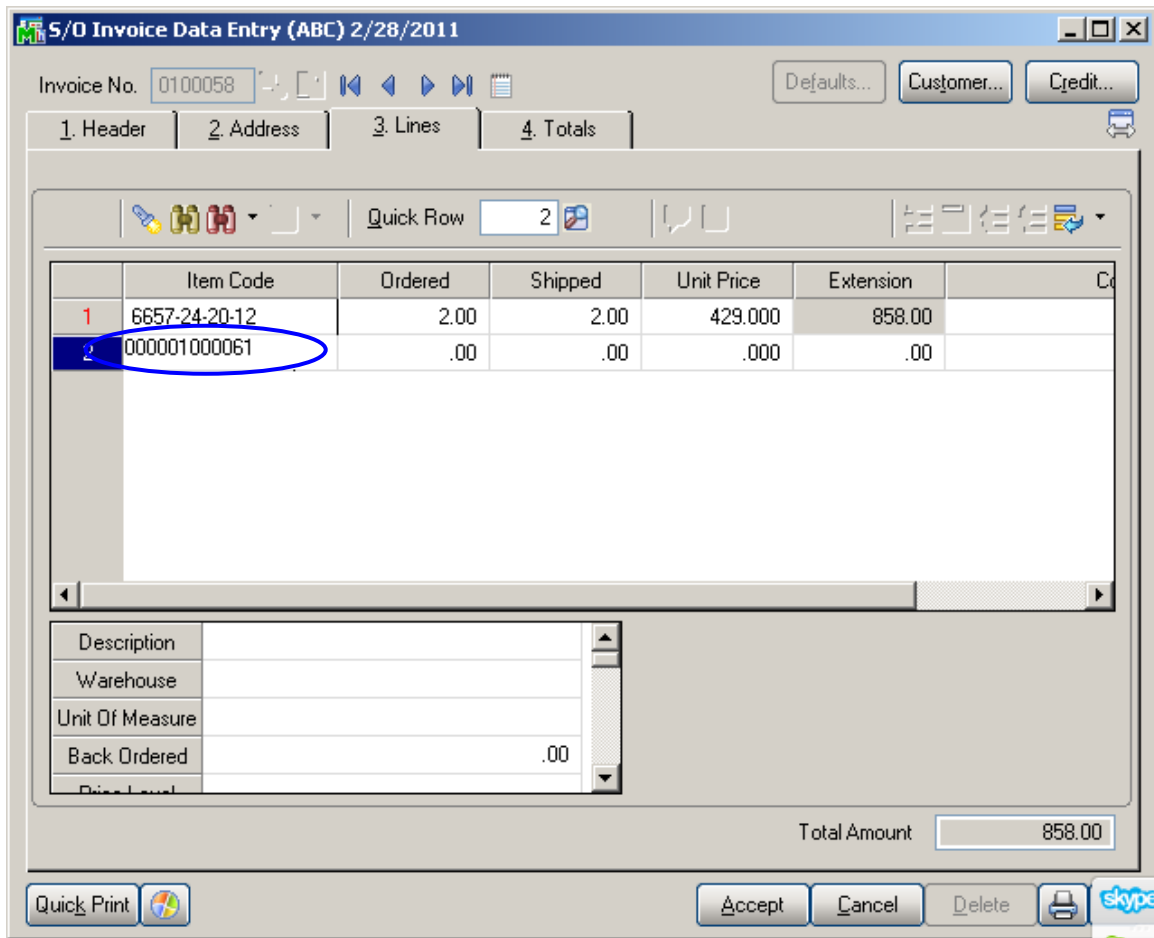 S/O Invoice Data Entry (ABC) 2/28/2011
Invoice No. 0100058 Defaults... Customer... Credit...
1. Header 2. Address 3. Lines 4. Totals
Quick Row 2
Item Code Ordered Shipped Unit Price Extension
1 6657-24-20-12 2.00 2.00 429.000 858.00
2 000001000061 .00 .00 .000 .00
Description
Warehouse
Unit Of Measure
Back Ordered .00
Total Amount 858.00
Quick Print Accept Cancel Delete skype